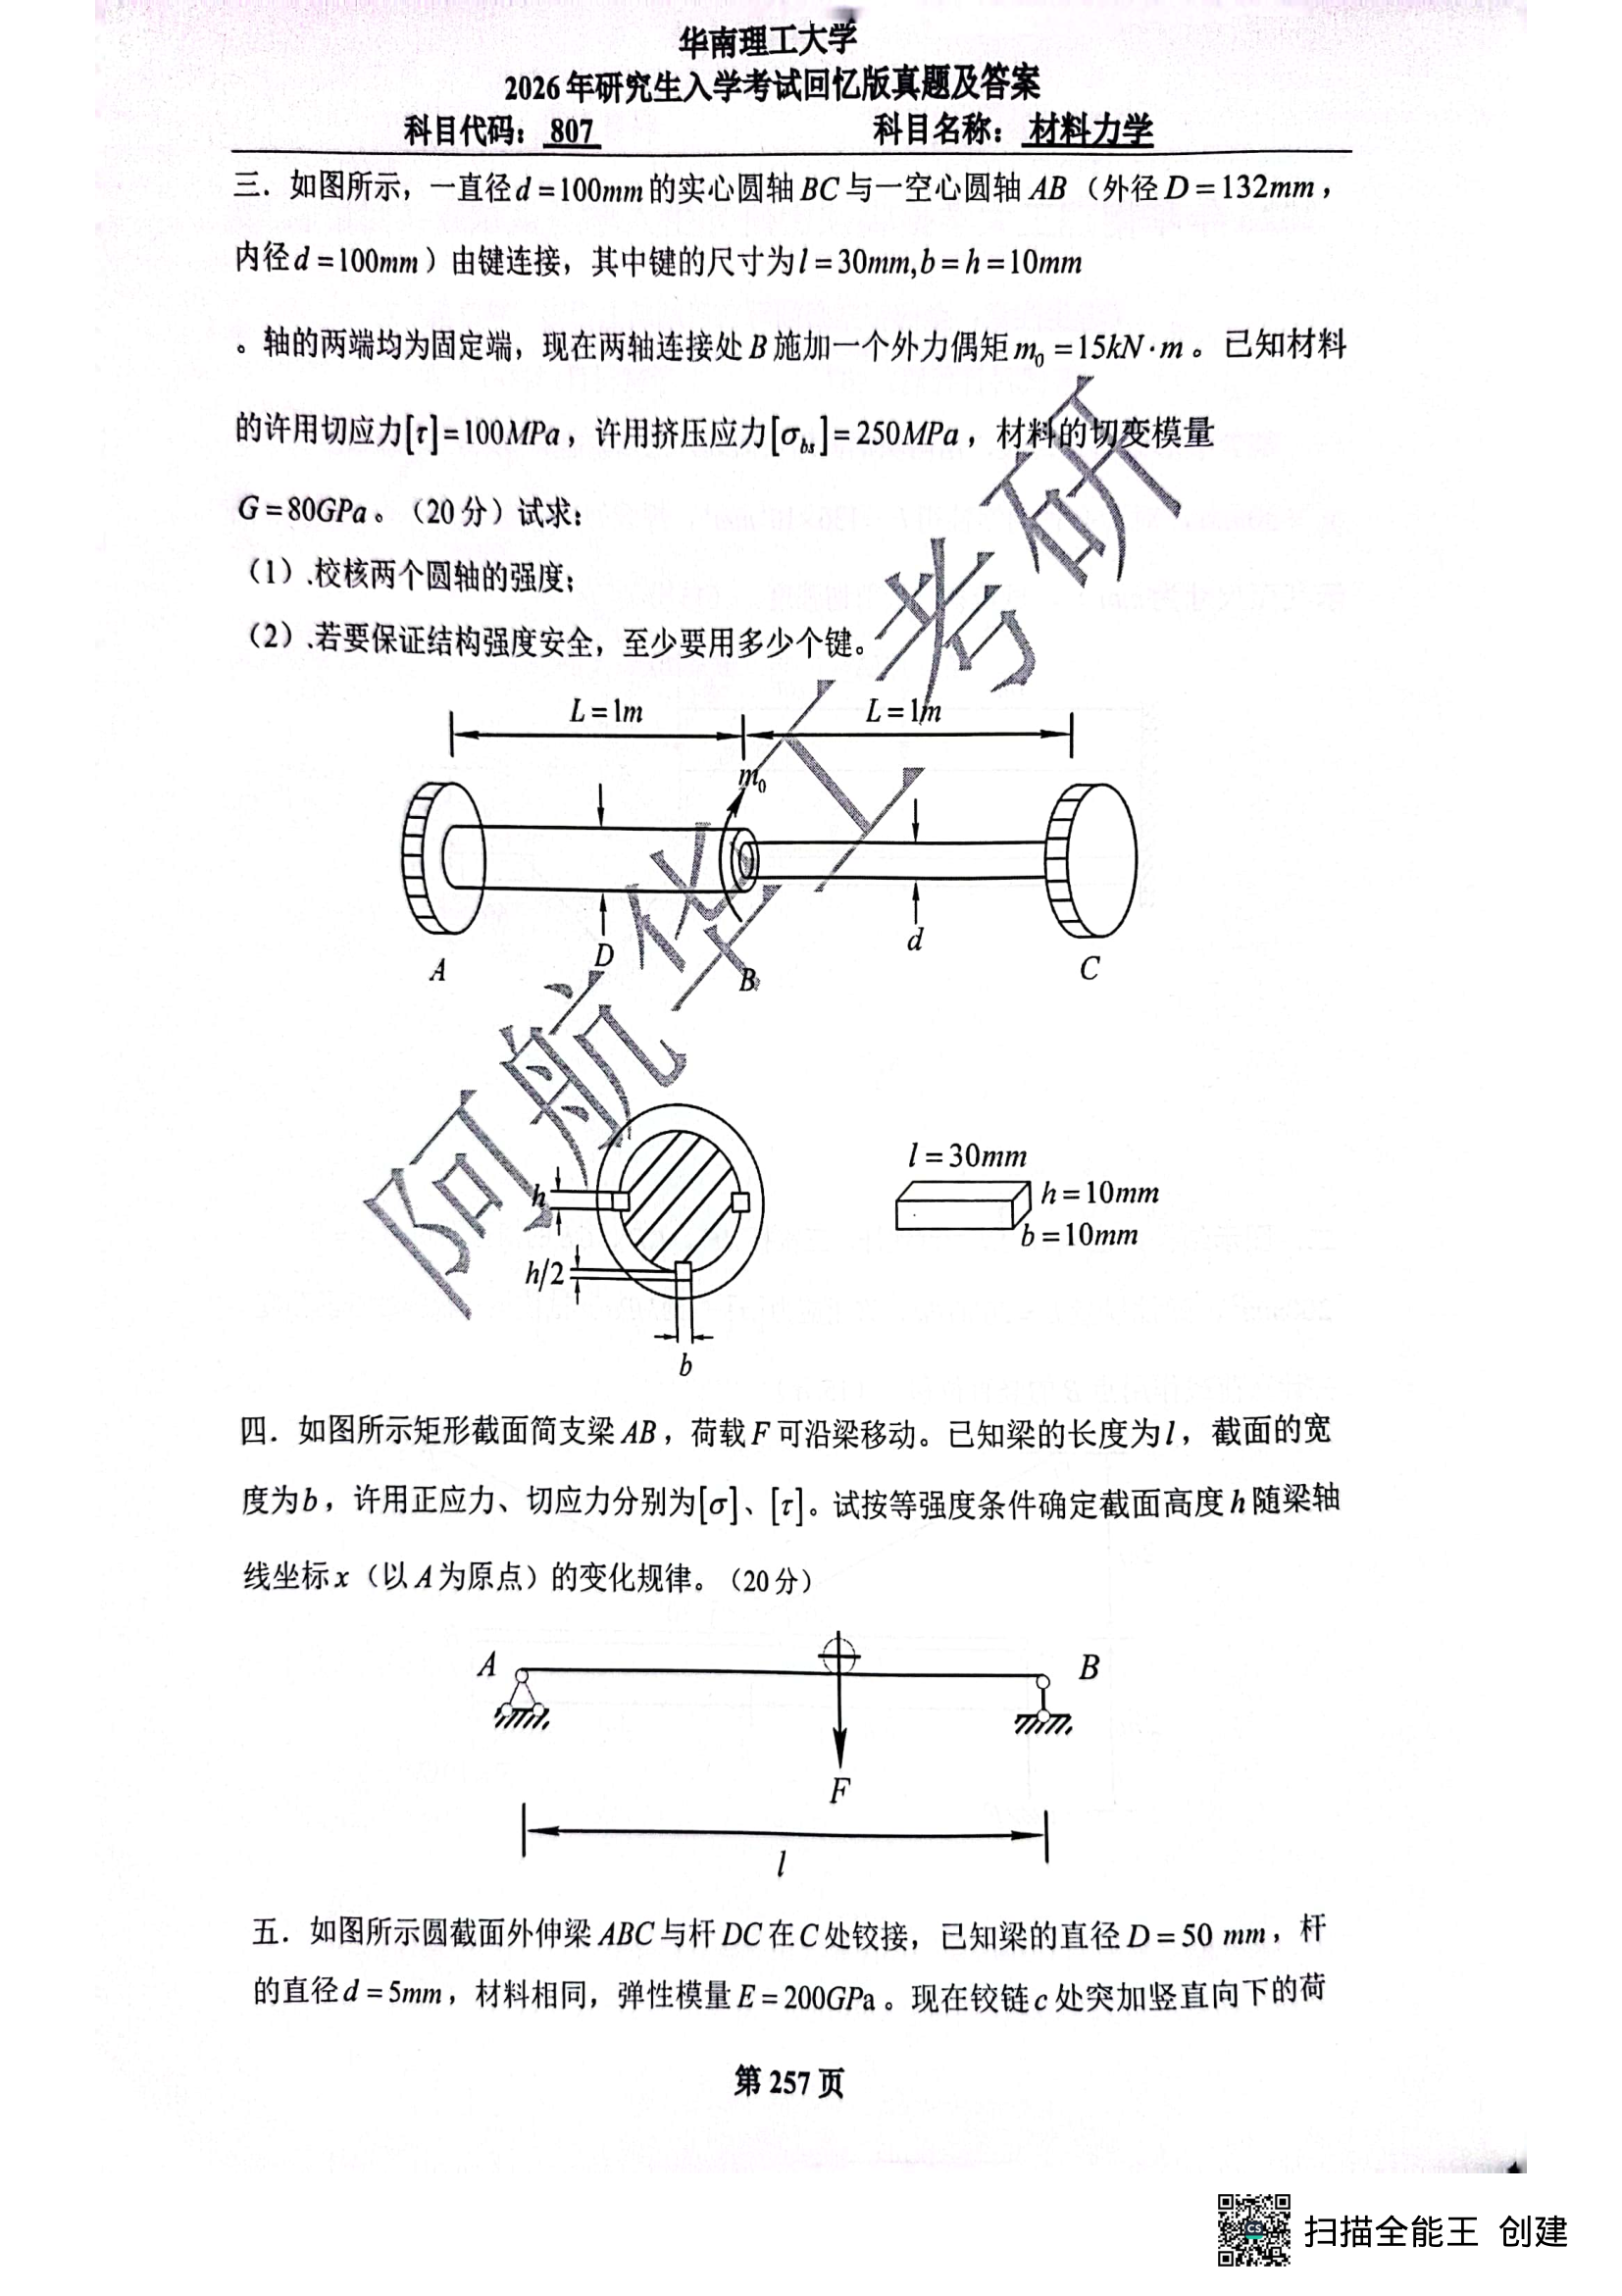 华南理工大学
2026年研究生入学考试回忆版真题及答案
科目代码：807 科目名称：材料力学
三．如图所示，一直径d=100mm的实心圆轴BC与一空心圆轴AB（外径D=132mm，
内径d=100mm）由键连接，其中键的尺寸为l=30mm,b=h=10mm
。轴的两端均为固定端，现在两轴连接处B施加一个外力偶矩m₀=15kN·m。已知材料
的许用切应力[τ]=100MPa，许用挤压应力[σ_bs]=250MPa，材料的切变模量
G=80GPa。（20分）试求：
（1）、校核两个圆轴的强度；
（2）、若要保证结构强度安全，至少要用多少个键。
L=1m L=1m
m₀
D
d
A B C
l=30mm
h h=10mm
b=10mm
h/2
b
四．如图所示矩形截面简支梁AB，荷载F可沿梁移动。已知梁的长度为l，截面的宽
度为b，许用正应力、切应力分别为[σ]、[τ]。试按等强度条件确定截面高度h随梁轴
线坐标x（以A为原点）的变化规律。（20分）
A B
F
l
五．如图所示圆截面外伸梁ABC与杆DC在C处铰接，已知梁的直径D=50 mm，杆
的直径d=5mm，材料相同，弹性模量E=200GPa。现在铰链c处突加竖直向下的荷
第257页
阿航华工考研
CS
扫描全能王 创建